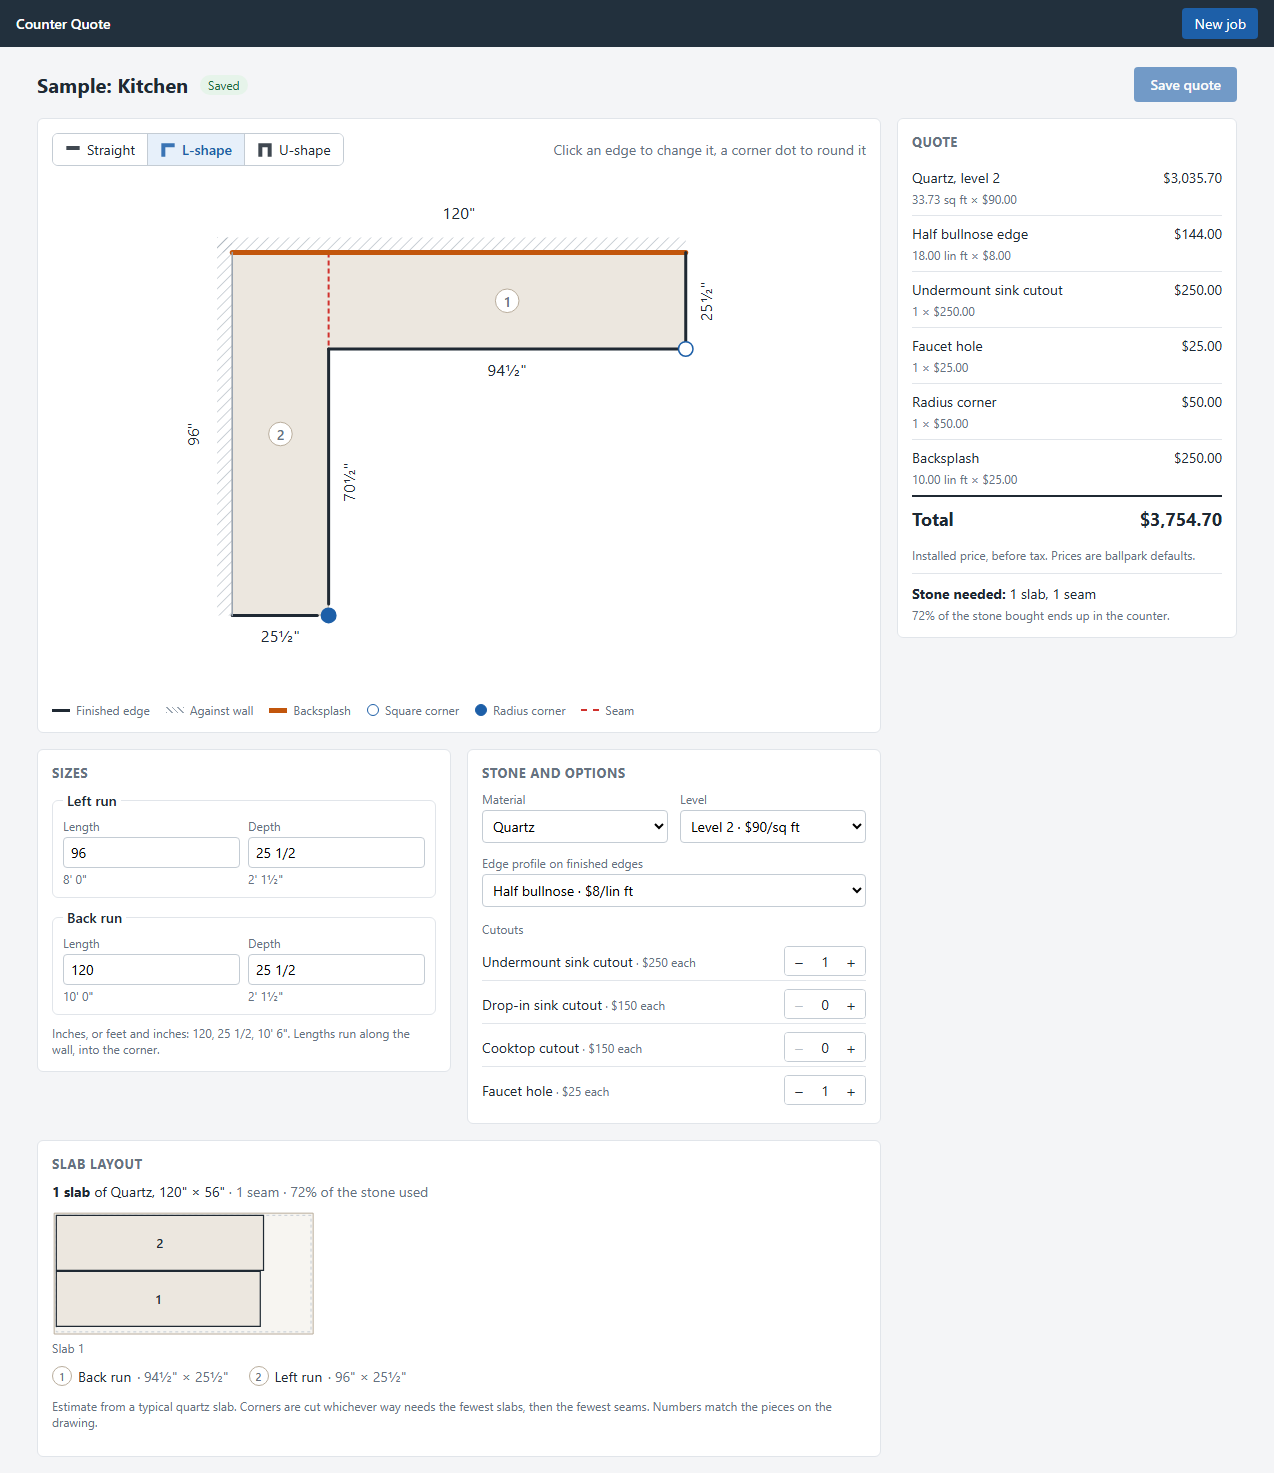 Counter Quote
New job
Sample: Kitchen
Saved
Save quote
Straight
L-shape
U-shape
Click an edge to change it, a corner dot to round it
120"
1
25½"
94½"
96"
2
70½"
25½"
Finished edge
Against wall
Backsplash
Square corner
Radius corner
Seam
QUOTE
Quartz, level 2
$3,035.70
33.73 sq ft × $90.00
Half bullnose edge
$144.00
18.00 lin ft × $8.00
Undermount sink cutout
$250.00
1 × $250.00
Faucet hole
$25.00
1 × $25.00
Radius corner
$50.00
1 × $50.00
Backsplash
$250.00
10.00 lin ft × $25.00
Total
$3,754.70
Installed price, before tax. Prices are ballpark defaults.
Stone needed: 1 slab, 1 seam
72% of the stone bought ends up in the counter.
SIZES
Left run
Length
Depth
96
25 1/2
8' 0"
2' 1½"
Back run
Length
Depth
120
25 1/2
10' 0"
2' 1½"
Inches, or feet and inches: 120, 25 1/2, 10' 6". Lengths run along the
wall, into the corner.
STONE AND OPTIONS
Material
Level
Quartz
Level 2 · $90/sq ft
Edge profile on finished edges
Half bullnose · $8/lin ft
Cutouts
Undermount sink cutout · $250 each
− 1 +
Drop-in sink cutout · $150 each
− 0 +
Cooktop cutout · $150 each
− 0 +
Faucet hole · $25 each
− 1 +
SLAB LAYOUT
1 slab of Quartz, 120" × 56" · 1 seam · 72% of the stone used
2
1
Slab 1
1 Back run · 94½" × 25½"
2 Left run · 96" × 25½"
Estimate from a typical quartz slab. Corners are cut whichever way needs the fewest slabs, then the fewest seams. Numbers match the pieces on the
drawing.